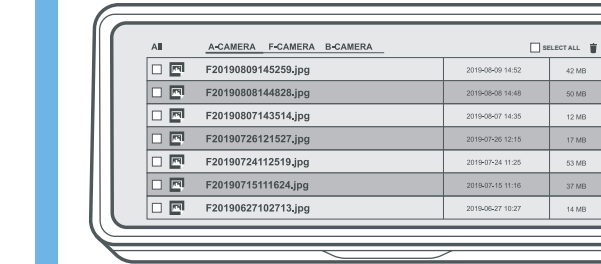 All A-CAMERA F-CAMERA B-CAMERA SELECT ALL
F20190809145259.jpg 2019-08-09 14:52 42 MB
F20190808144828.jpg 2019-08-08 14:48 50 MB
F20190807143514.jpg 2019-08-07 14:35 12 MB
F20190726121527.jpg 2019-07-26 12:15 17 MB
F20190724112519.jpg 2019-07-24 11:25 53 MB
F20190715111624.jpg 2019-07-15 11:16 37 MB
F20190627102713.jpg 2019-06-27 10:27 14 MB